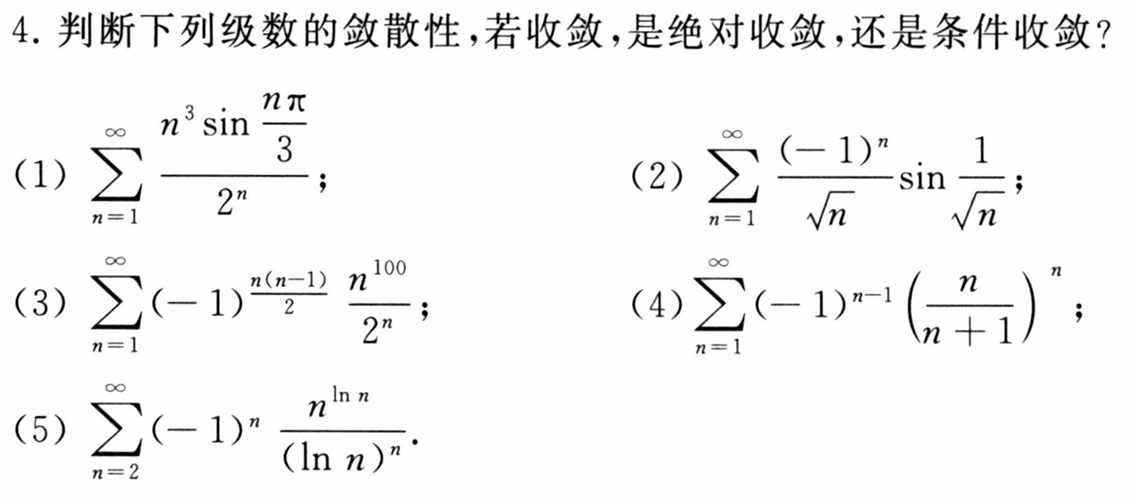 4. 判断下列级数的敛散性,若收敛,是绝对收敛,还是条件收敛?
(1) $\sum_{n=1}^{\infty} \frac{n^3 \sin \frac{n\pi}{3}}{2^n}$; (2) $\sum_{n=1}^{\infty} \frac{(-1)^n}{\sqrt{n}} \sin \frac{1}{\sqrt{n}}$;
(3) $\sum_{n=1}^{\infty} (-1)^{\frac{n(n-1)}{2}} \frac{n^{100}}{2^n}$; (4) $\sum_{n=1}^{\infty} (-1)^{n-1} \left(\frac{n}{n+1}\right)^n$;
(5) $\sum_{n=2}^{\infty} (-1)^n \frac{n^{\ln n}}{(\ln n)^n}$.